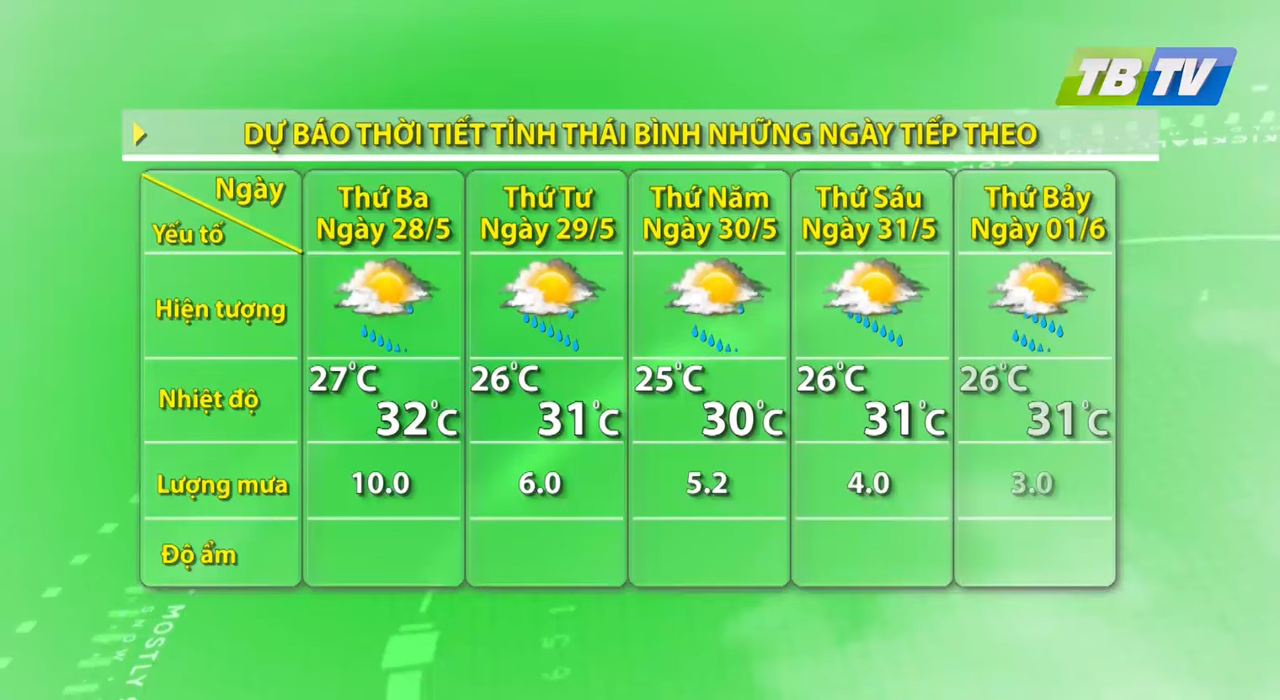 TBTV
DỰ BÁO THỜI TIẾT TỈNH THÁI BÌNH NHỮNG NGÀY TIẾP THEO
Ngày
Yếu tố
Thứ Ba
Ngày 28/5
Thứ Tư
Ngày 29/5
Thứ Năm
Ngày 30/5
Thứ Sáu
Ngày 31/5
Thứ Bảy
Ngày 01/6
Hiện tượng
Nhiệt độ
27°C
32°C
26°C
31°C
25°C
30°C
26°C
31°C
26°C
31°C
Lượng mưa
10.0
6.0
5.2
4.0
3.0
Độ ẩm
MOSTLY
SNOW